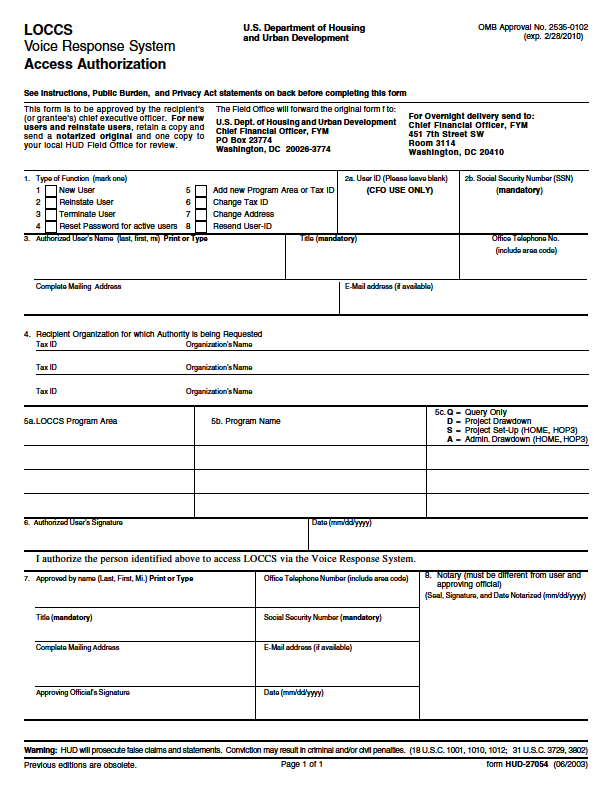 LOCCS
Voice Response System
Access Authorization
U.S. Department of Housing
and Urban Development
OMB Approval No. 2535-0102
(exp. 2/28/2010)
See Instructions, Public Burden, and Privacy Act statements on back before completing this form
This form is to be approved by the recipient's
(or grantee's) chief executive officer. For new
users and reinstate users, retain a copy and
send a notarized original and one copy to
your local HUD Field Office for review.
The Field Office will forward the original form f to:
U.S. Dept. of Housing and Urban Development
Chief Financial Officer, FYM
PO Box 23774
Washington, DC 20026-3774
For Overnight delivery send to:
Chief Financial Officer, FYM
451 7th Street SW
Room 3114
Washington, DC 20410
1. Type of Function (mark one)
1 New User
2 Reinstate User
3 Terminate User
4 Reset Password for active users
5 Add new Program Area or Tax ID
6 Change Tax ID
7 Change Address
8 Resend User-ID
2a. User ID (Please leave blank)
(CFO USE ONLY)
2b. Social Security Number (SSN)
(mandatory)
3. Authorized User's Name (last, first, mi) Print or Type
Title (mandatory)
Office Telephone No.
(include area code)
Complete Mailing Address
E-Mail address (if available)
4. Recipient Organization for which Authority is being Requested
Tax ID Organization's Name
Tax ID Organization's Name
Tax ID Organization's Name
5a.LOCCS Program Area
5b. Program Name
5c. Q = Query Only
D = Project Drawdown
S = Project Set-Up (HOME, HOP3)
A = Admin. Drawdown (HOME, HOP3)
6. Authorized User's Signature
Date (mm/dd/yyyy)
I authorize the person identified above to access LOCCS via the Voice Response System.
7. Approved by name (Last, First, Mi.) Print or Type
Office Telephone Number (include area code)
8. Notary (must be different from user and
approving official)
(Seal, Signature, and Date Notarized (mm/dd/yyyy)
Title (mandatory)
Social Security Number (mandatory)
Complete Mailing Address
E-Mail address (if available)
Approving Official's Signature
Date (mm/dd/yyyy)
Warning: HUD will prosecute false claims and statements. Conviction may result in criminal and/or civil penalties. (18 U.S.C. 1001, 1010, 1012; 31 U.S.C. 3729, 3802)
Previous editions are obsolete.
Page 1 of 1
form HUD-27054 (06/2003)